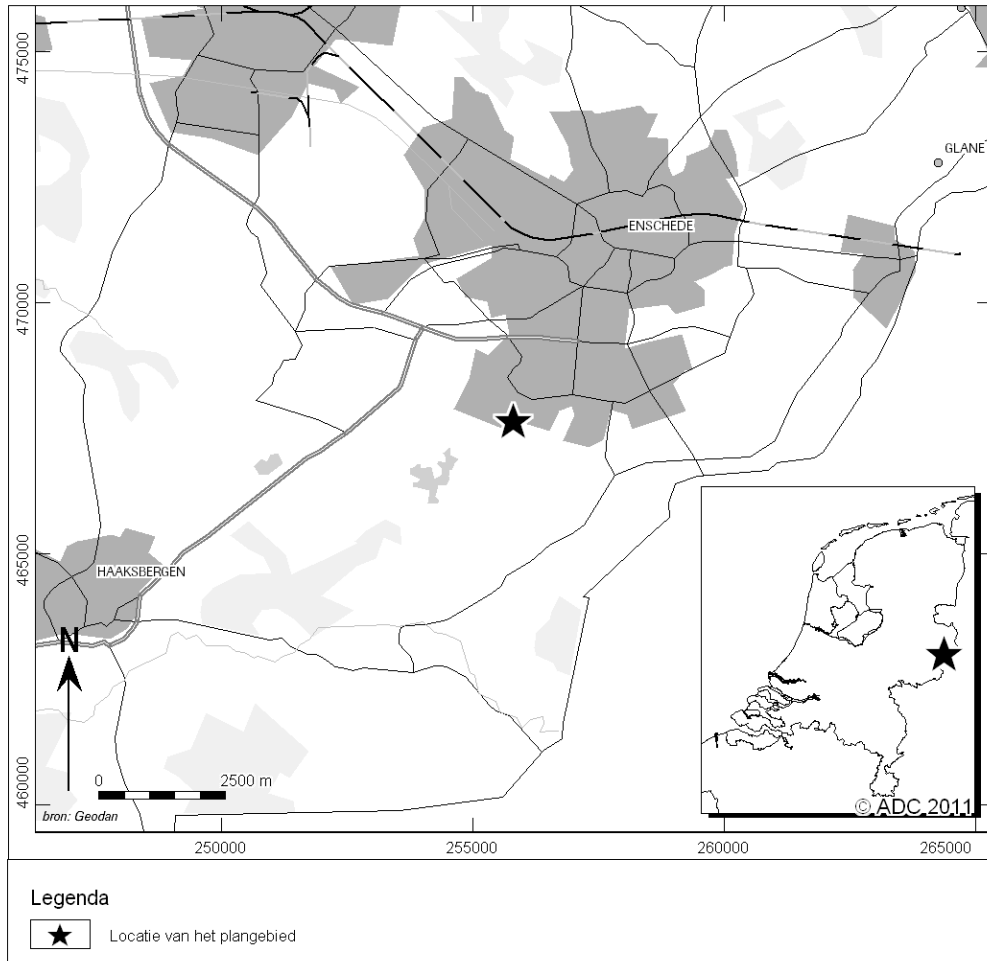 475000
GLANE
ENSCHEDE
470000
465000
HAAKSBERGEN
N
0 2500 m
460000
bron: Geodan
© ADC 2011
250000 255000 260000 265000
Legenda
Locatie van het plangebied